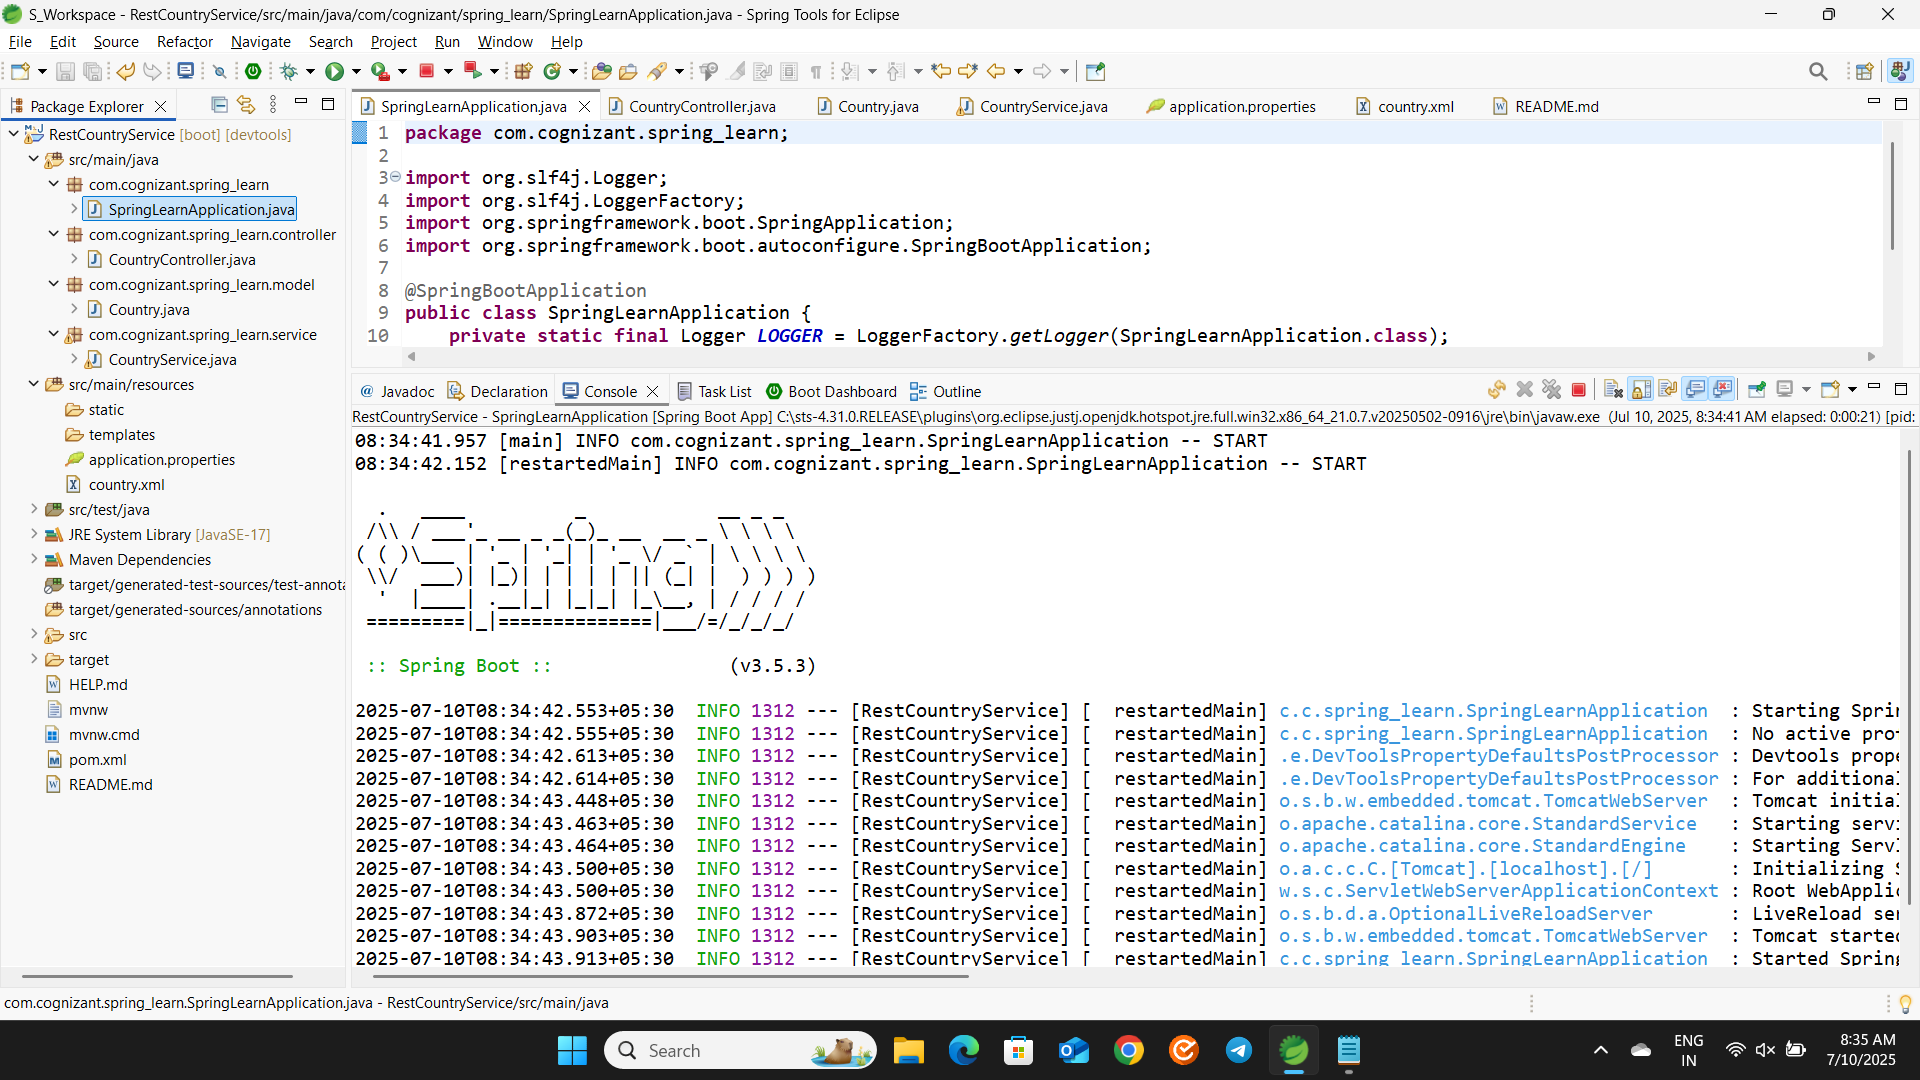 S_Workspace - RestCountryService/src/main/java/com/cognizant/spring_learn/SpringLearnApplication.java - Spring Tools for Eclipse
File Edit Source Refactor Navigate Search Project Run Window Help
Package Explorer
RestCountryService [boot] [devtools]
src/main/java
com.cognizant.spring_learn
SpringLearnApplication.java
com.cognizant.spring_learn.controller
CountryController.java
com.cognizant.spring_learn.model
Country.java
com.cognizant.spring_learn.service
CountryService.java
src/main/resources
static
templates
application.properties
country.xml
src/test/java
JRE System Library [JavaSE-17]
Maven Dependencies
target/generated-test-sources/test-annota
target/generated-sources/annotations
src
target
HELP.md
mvnw
mvnw.cmd
pom.xml
README.md
SpringLearnApplication.java CountryController.java Country.java CountryService.java application.properties country.xml README.md
1 package com.cognizant.spring_learn;
2
3 import org.slf4j.Logger;
4 import org.slf4j.LoggerFactory;
5 import org.springframework.boot.SpringApplication;
6 import org.springframework.boot.autoconfigure.SpringBootApplication;
7
8 @SpringBootApplication
9 public class SpringLearnApplication {
10 private static final Logger LOGGER = LoggerFactory.getLogger(SpringLearnApplication.class);
@ Javadoc Declaration Console Task List Boot Dashboard Outline
RestCountryService - SpringLearnApplication [Spring Boot App] C:\sts-4.31.0.RELEASE\plugins\org.eclipse.justj.openjdk.hotspot.jre.full.win32.x86_64_21.0.7.v20250502-0916\jre\bin\javaw.exe (Jul 10, 2025, 8:34:41 AM elapsed: 0:00:21) [pid:
08:34:41.957 [main] INFO com.cognizant.spring_learn.SpringLearnApplication -- START
08:34:42.152 [restartedMain] INFO com.cognizant.spring_learn.SpringLearnApplication -- START
Spring
:: Spring Boot :: (v3.5.3)
2025-07-10T08:34:42.553+05:30 INFO 1312 --- [RestCountryService] [ restartedMain] c.c.spring_learn.SpringLearnApplication : Starting Sprin
2025-07-10T08:34:42.555+05:30 INFO 1312 --- [RestCountryService] [ restartedMain] c.c.spring_learn.SpringLearnApplication : No active prof
2025-07-10T08:34:42.613+05:30 INFO 1312 --- [RestCountryService] [ restartedMain] .e.DevToolsPropertyDefaultsPostProcessor : Devtools prope
2025-07-10T08:34:42.614+05:30 INFO 1312 --- [RestCountryService] [ restartedMain] .e.DevToolsPropertyDefaultsPostProcessor : For additional
2025-07-10T08:34:43.448+05:30 INFO 1312 --- [RestCountryService] [ restartedMain] o.s.b.w.embedded.tomcat.TomcatWebServer : Tomcat initial
2025-07-10T08:34:43.463+05:30 INFO 1312 --- [RestCountryService] [ restartedMain] o.apache.catalina.core.StandardService : Starting servi
2025-07-10T08:34:43.464+05:30 INFO 1312 --- [RestCountryService] [ restartedMain] o.apache.catalina.core.StandardEngine : Starting Servl
2025-07-10T08:34:43.500+05:30 INFO 1312 --- [RestCountryService] [ restartedMain] o.a.c.c.C.[Tomcat].[localhost].[/] : Initializing S
2025-07-10T08:34:43.500+05:30 INFO 1312 --- [RestCountryService] [ restartedMain] w.s.c.ServletWebServerApplicationContext : Root WebApplic
2025-07-10T08:34:43.872+05:30 INFO 1312 --- [RestCountryService] [ restartedMain] o.s.b.d.a.OptionalLiveReloadServer : LiveReload ser
2025-07-10T08:34:43.903+05:30 INFO 1312 --- [RestCountryService] [ restartedMain] o.s.b.w.embedded.tomcat.TomcatWebServer : Tomcat started
2025-07-10T08:34:43.913+05:30 INFO 1312 --- [RestCountryService] [ restartedMain] c.c.spring_learn.SpringLearnApplication : Started Spring
com.cognizant.spring_learn.SpringLearnApplication.java - RestCountryService/src/main/java
Search
ENG
IN
8:35 AM
7/10/2025